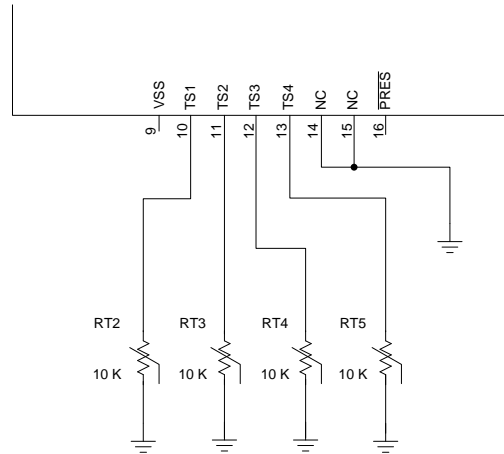 VSS
TS1
TS2
TS3
TS4
NC
NC
PRES
9
10
11
12
13
14
15
16
RT2
RT3
RT4
RT5
10 K
10 K
10 K
10 K